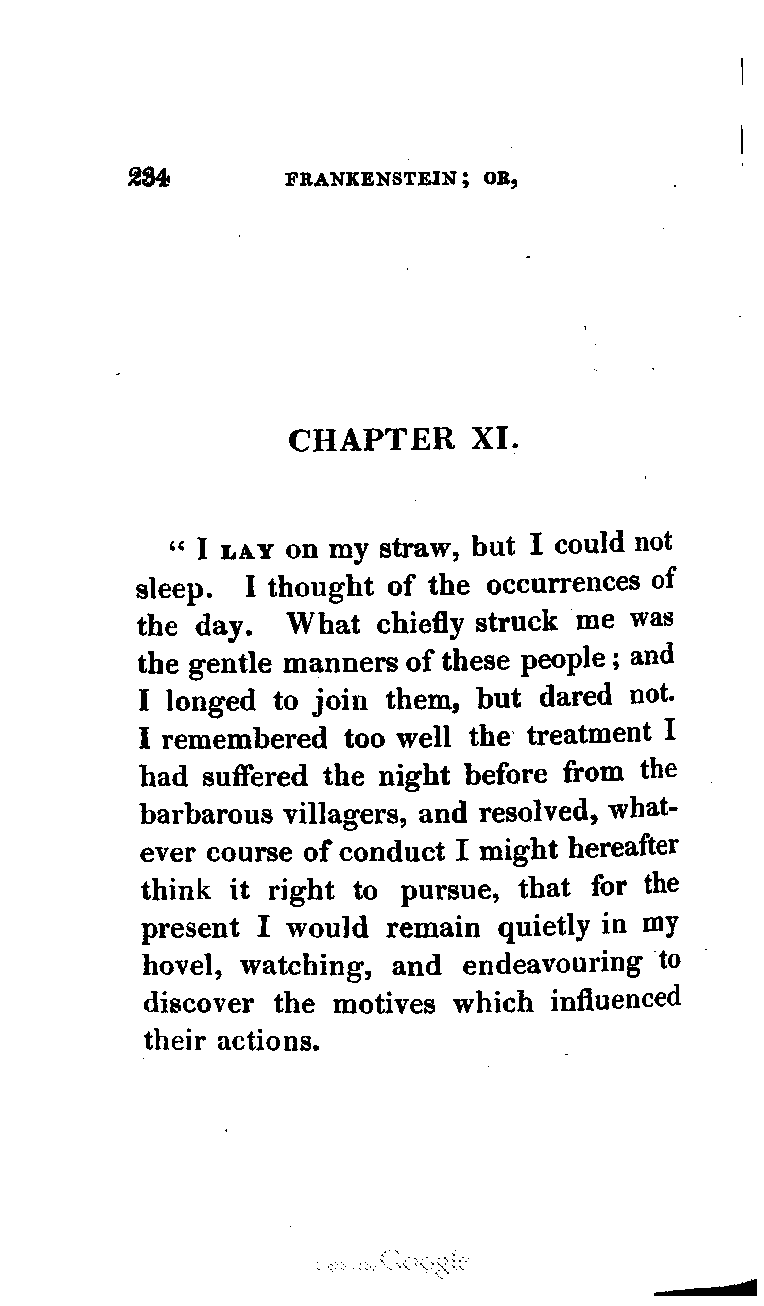 234 FRANKENSTEIN; OR,
CHAPTER XI.
“ I LAY on my straw, but I could not
sleep. I thought of the occurrences of
the day. What chiefly struck me was
the gentle manners of these people; and
I longed to join them, but dared not.
I remembered too well the treatment I
had suffered the night before from the
barbarous villagers, and resolved, what-
ever course of conduct I might hereafter
think it right to pursue, that for the
present I would remain quietly in my
hovel, watching, and endeavouring to
discover the motives which influenced
their actions.
Google